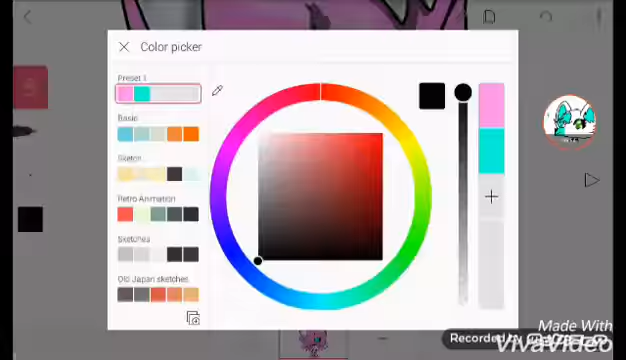 Color picker
Preset 1
Basic
Sketch
Retro Animation
Sketches
Old Japan sketches
Made With
Recorded by
VivaVideo